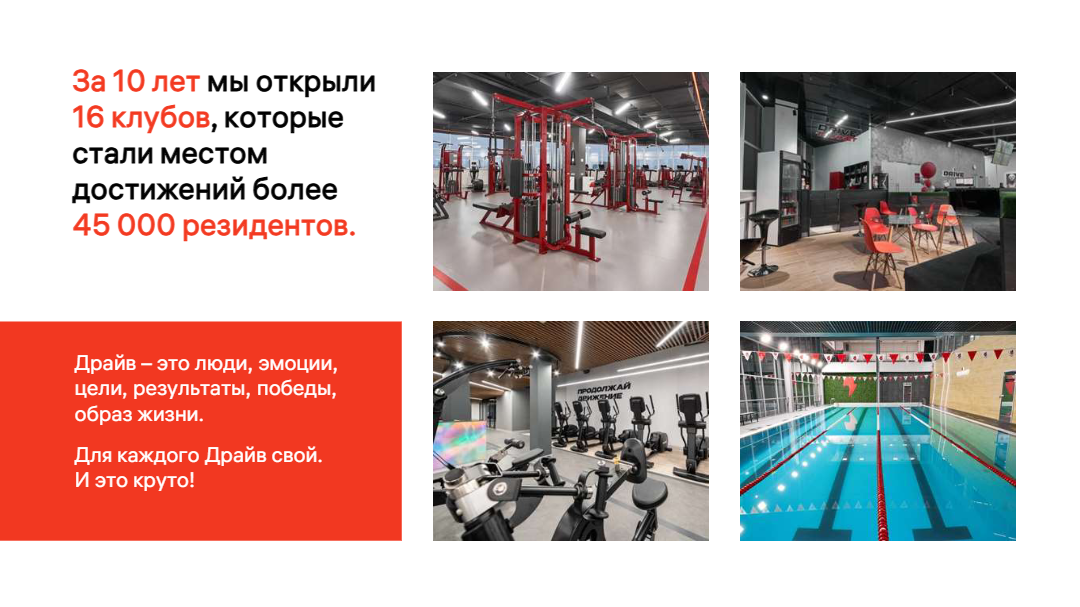 За 10 лет мы открыли
16 клубов, которые
стали местом
достижений более
45 000 резидентов.
Драйв – это люди, эмоции,
цели, результаты, победы,
образ жизни.
Для каждого Драйв свой.
И это круто!
DRIVE
ПРОДОЛЖАЙ
ДВИЖЕНИЕ